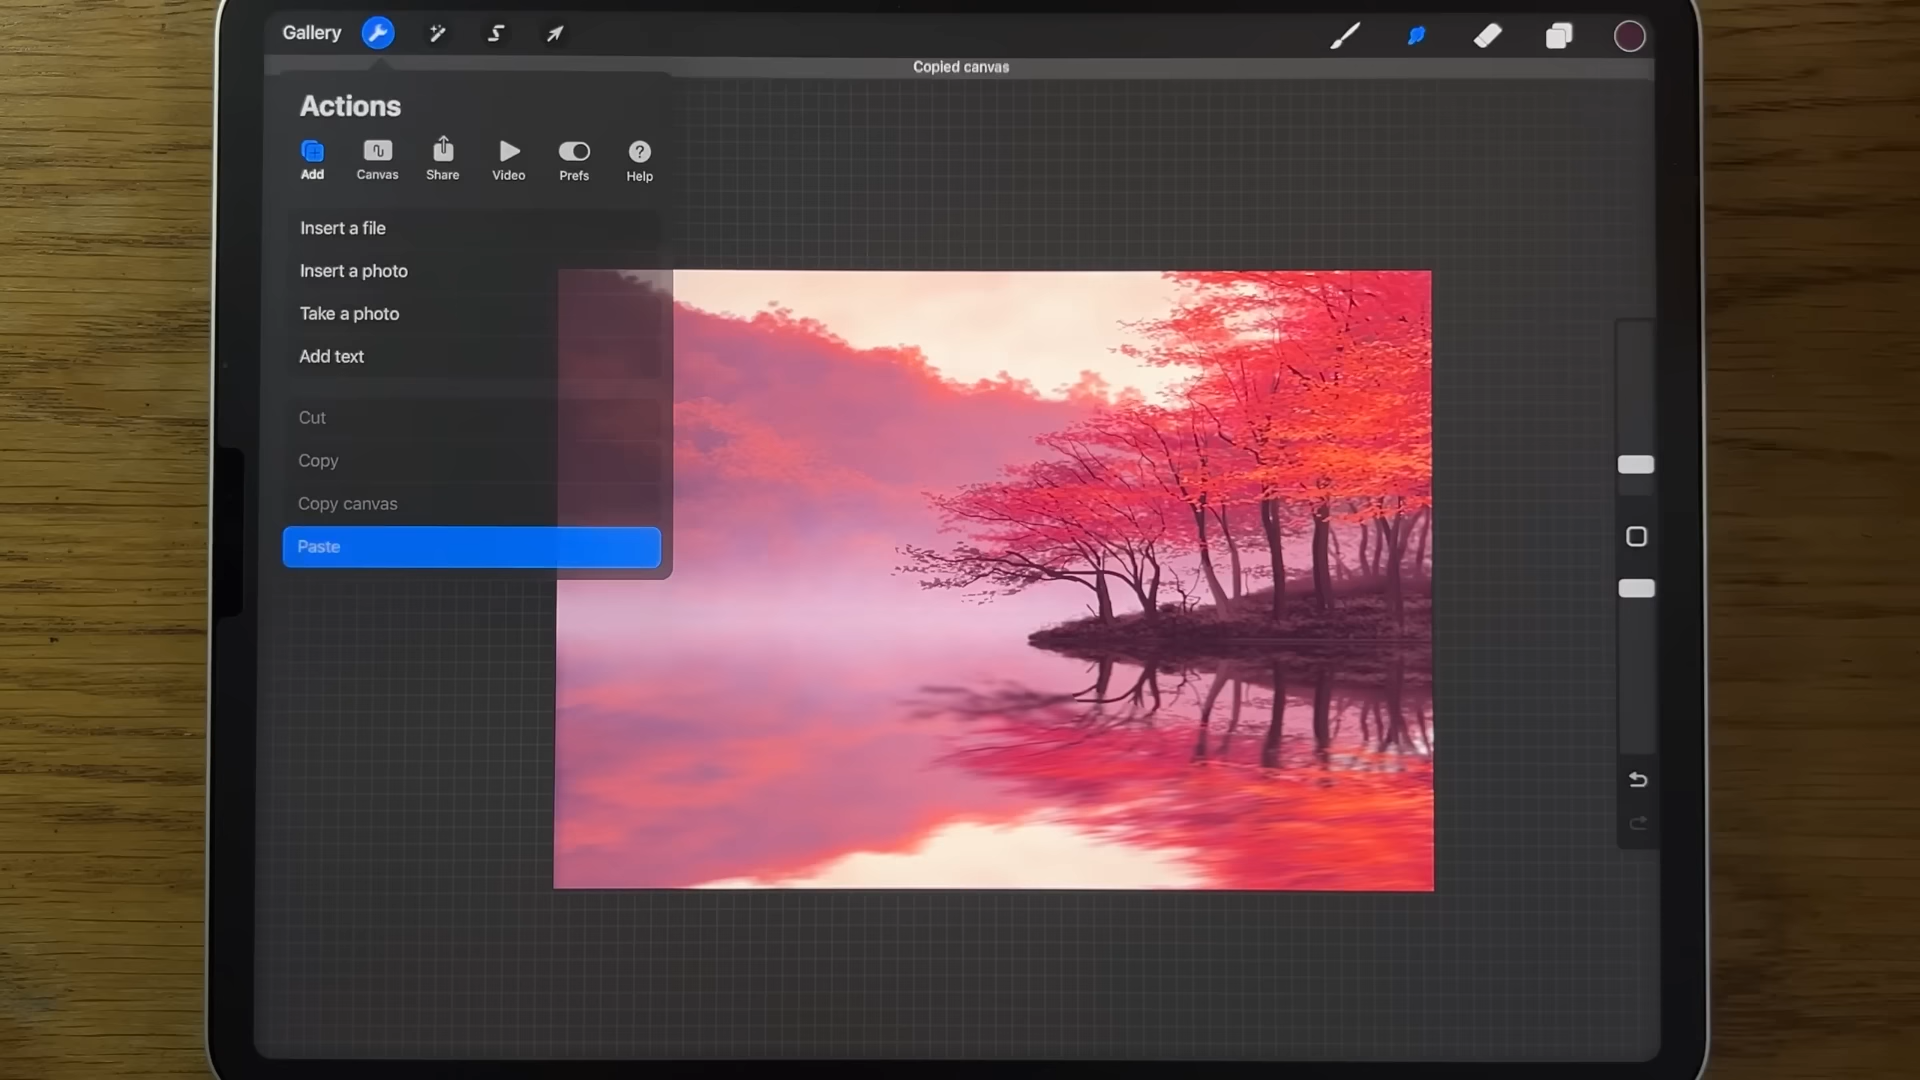 Gallery
Copied canvas
Actions
Add
Canvas
Share
Video
Prefs
? Help
Insert a file
Insert a photo
Take a photo
Add text
Cut
Copy
Copy canvas
Paste